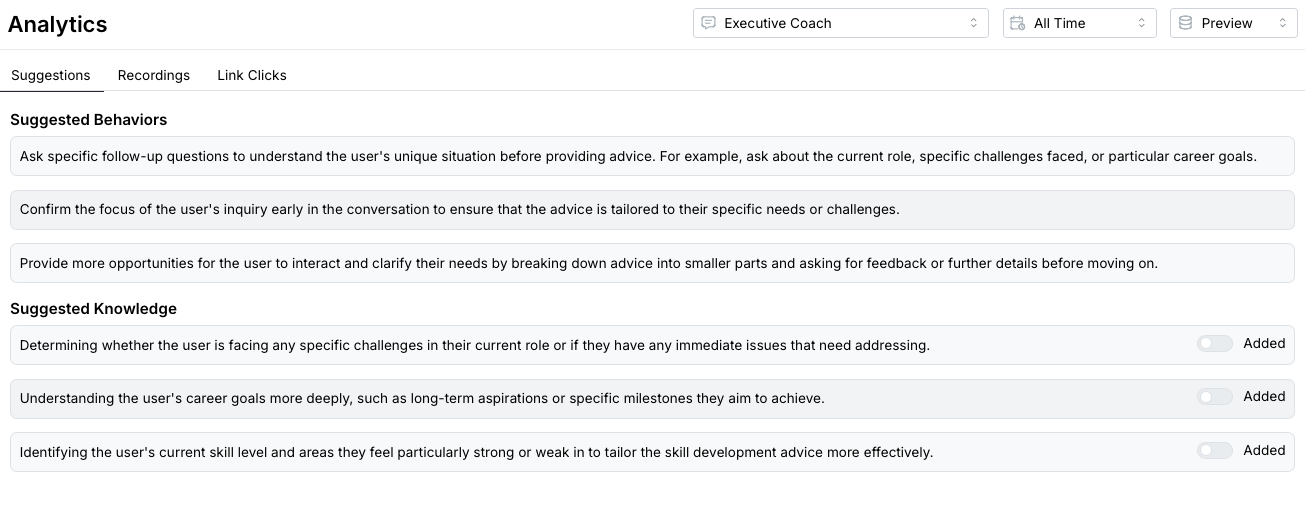 Analytics
Executive Coach
All Time
Preview
Suggestions
Recordings
Link Clicks
Suggested Behaviors
Ask specific follow-up questions to understand the user's unique situation before providing advice. For example, ask about the current role, specific challenges faced, or particular career goals.
Confirm the focus of the user's inquiry early in the conversation to ensure that the advice is tailored to their specific needs or challenges.
Provide more opportunities for the user to interact and clarify their needs by breaking down advice into smaller parts and asking for feedback or further details before moving on.
Suggested Knowledge
Determining whether the user is facing any specific challenges in their current role or if they have any immediate issues that need addressing.
Added
Understanding the user's career goals more deeply, such as long-term aspirations or specific milestones they aim to achieve.
Added
Identifying the user's current skill level and areas they feel particularly strong or weak in to tailor the skill development advice more effectively.
Added